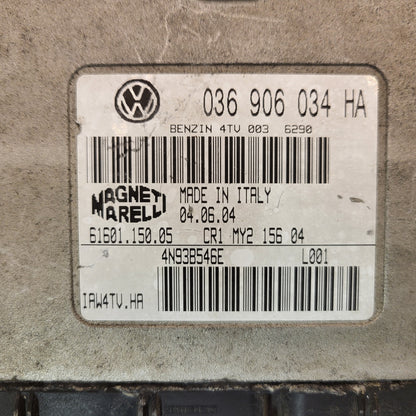 VW
036 906 034 HA
BENZIN 4TV 003 6290
MAGNETI MARELLI
MADE IN ITALY
04.06.04
61601.150.05 CR1 MY2 156 04
4N93B546E L001
IAW4TV.HA